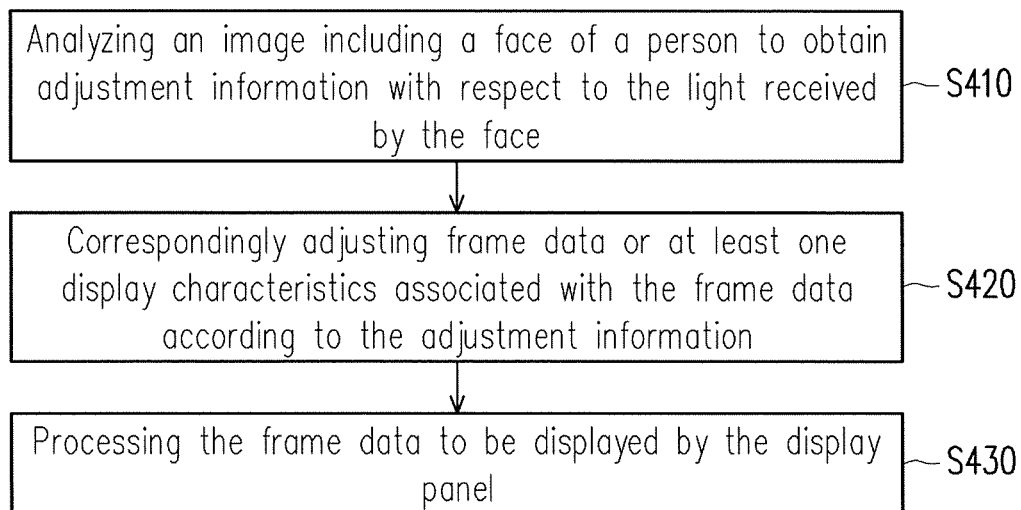 Analyzing an image including a face of a person to obtain
adjustment information with respect to the light received
by the face
S410
Correspondingly adjusting frame data or at least one
display characteristics associated with the frame data
according to the adjustment information
S420
Processing the frame data to be displayed by the display
panel
S430